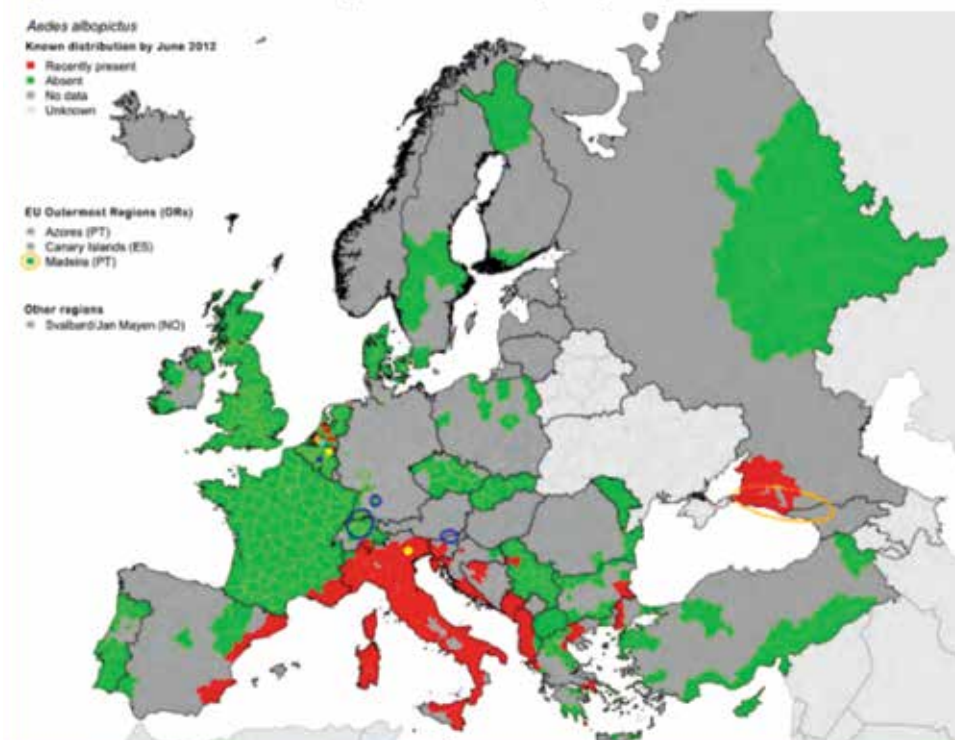 Aedes albopictus
Known distribution by June 2012
Recently present
Absent
No data
Unknown
EU Outermost Regions (ORs)
Azores (PT)
Canary Islands (ES)
Madeira (PT)
Other regions
Svalbard/Jan Mayen (NO)